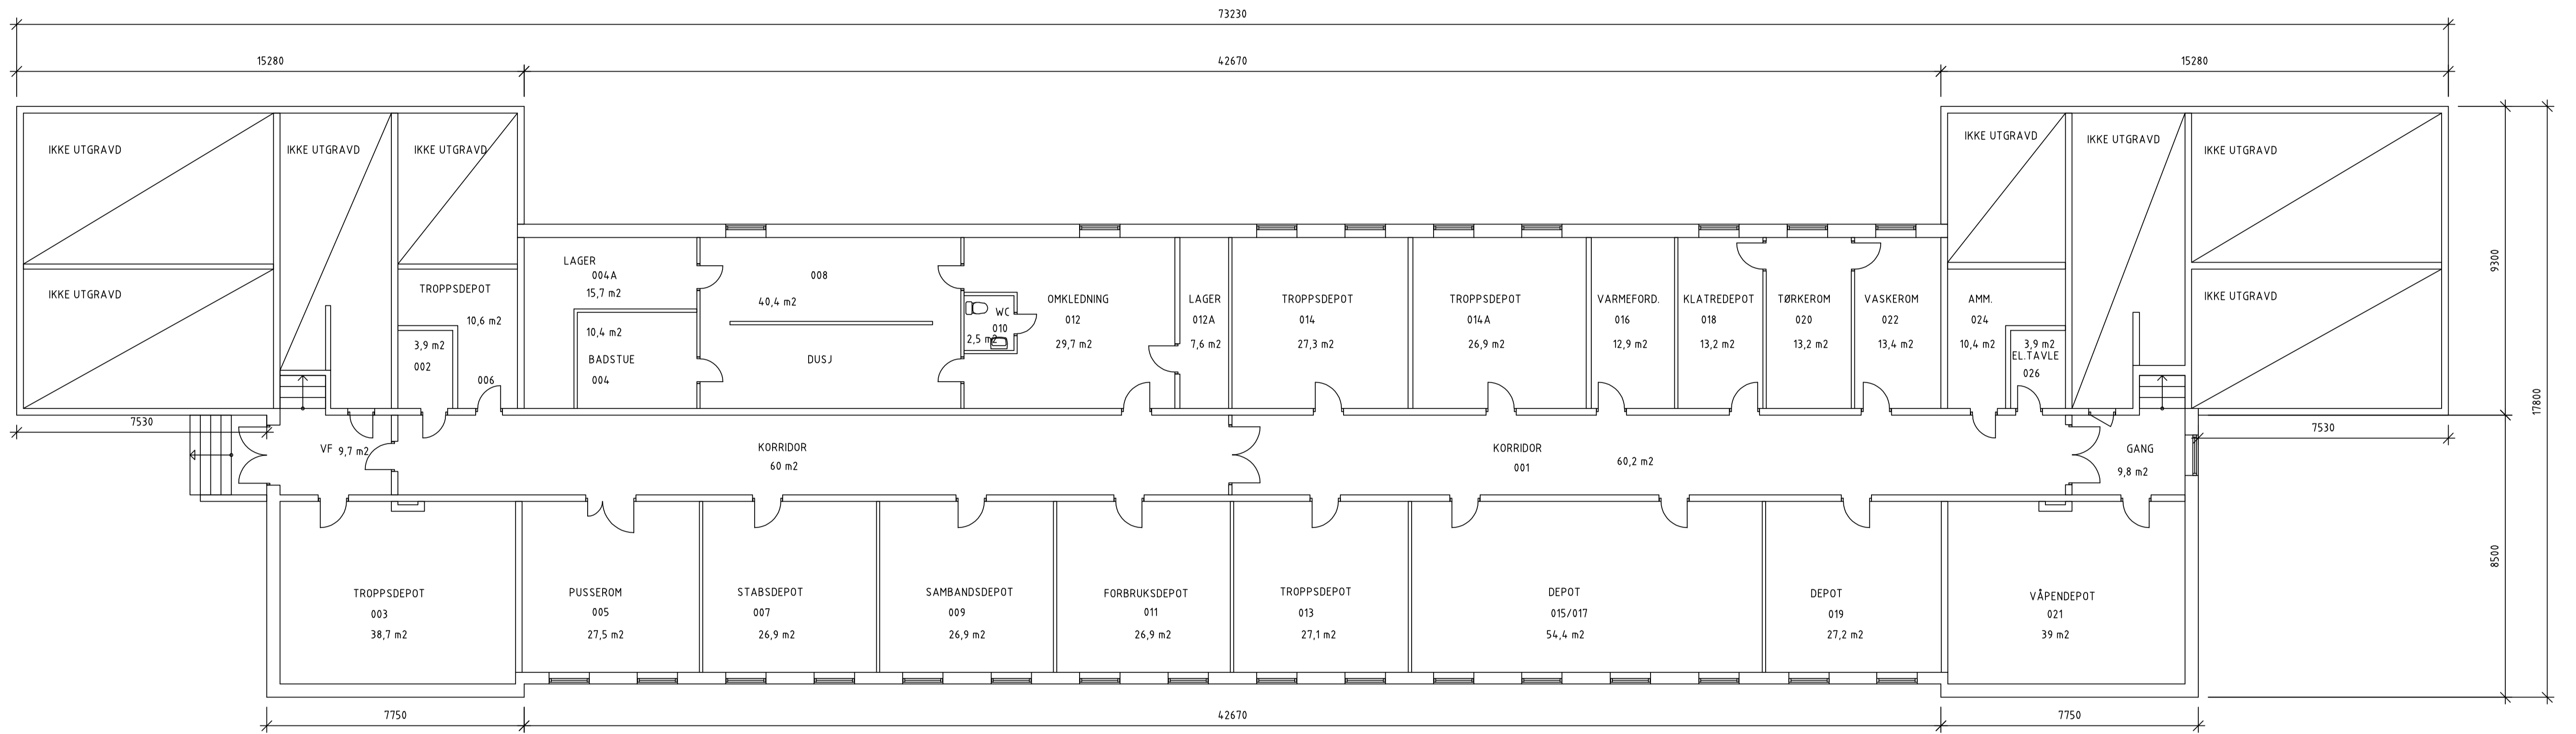 73230
15280
42670
15280
IKKE UTGRAVD
IKKE UTGRAVD
IKKE UTGRAVD
IKKE UTGRAVD
IKKE UTGRAVD
IKKE UTGRAVD
IKKE UTGRAVD
IKKE UTGRAVD
9300
17800
8500
TROPPSDEPOT
10,6 m2
006
3,9 m2
002
LAGER
004A
15,7 m2
10,4 m2
BADSTUE
004
008
40,4 m2
DUSJ
WC
010
2,5 m2
OMKLEDNING
012
29,7 m2
LAGER
012A
7,6 m2
TROPPSDEPOT
014
27,3 m2
TROPPSDEPOT
014A
26,9 m2
VARMEFORD.
016
12,9 m2
KLATREDEPOT
018
13,2 m2
TØRKEROM
020
13,2 m2
VASKEROM
022
13,4 m2
AMM.
024
10,4 m2
3,9 m2
EL.TAVLE
026
7530
7530
VF 9,7 m2
KORRIDOR
60 m2
KORRIDOR
001
60,2 m2
GANG
9,8 m2
TROPPSDEPOT
003
38,7 m2
PUSSEROM
005
27,5 m2
STABSDEPOT
007
26,9 m2
SAMBANDSDEPOT
009
26,9 m2
FORBRUKSDEPOT
011
26,9 m2
TROPPSDEPOT
013
27,1 m2
DEPOT
015/017
54,4 m2
DEPOT
019
27,2 m2
VÅPENDEPOT
021
39 m2
7750
42670
7750